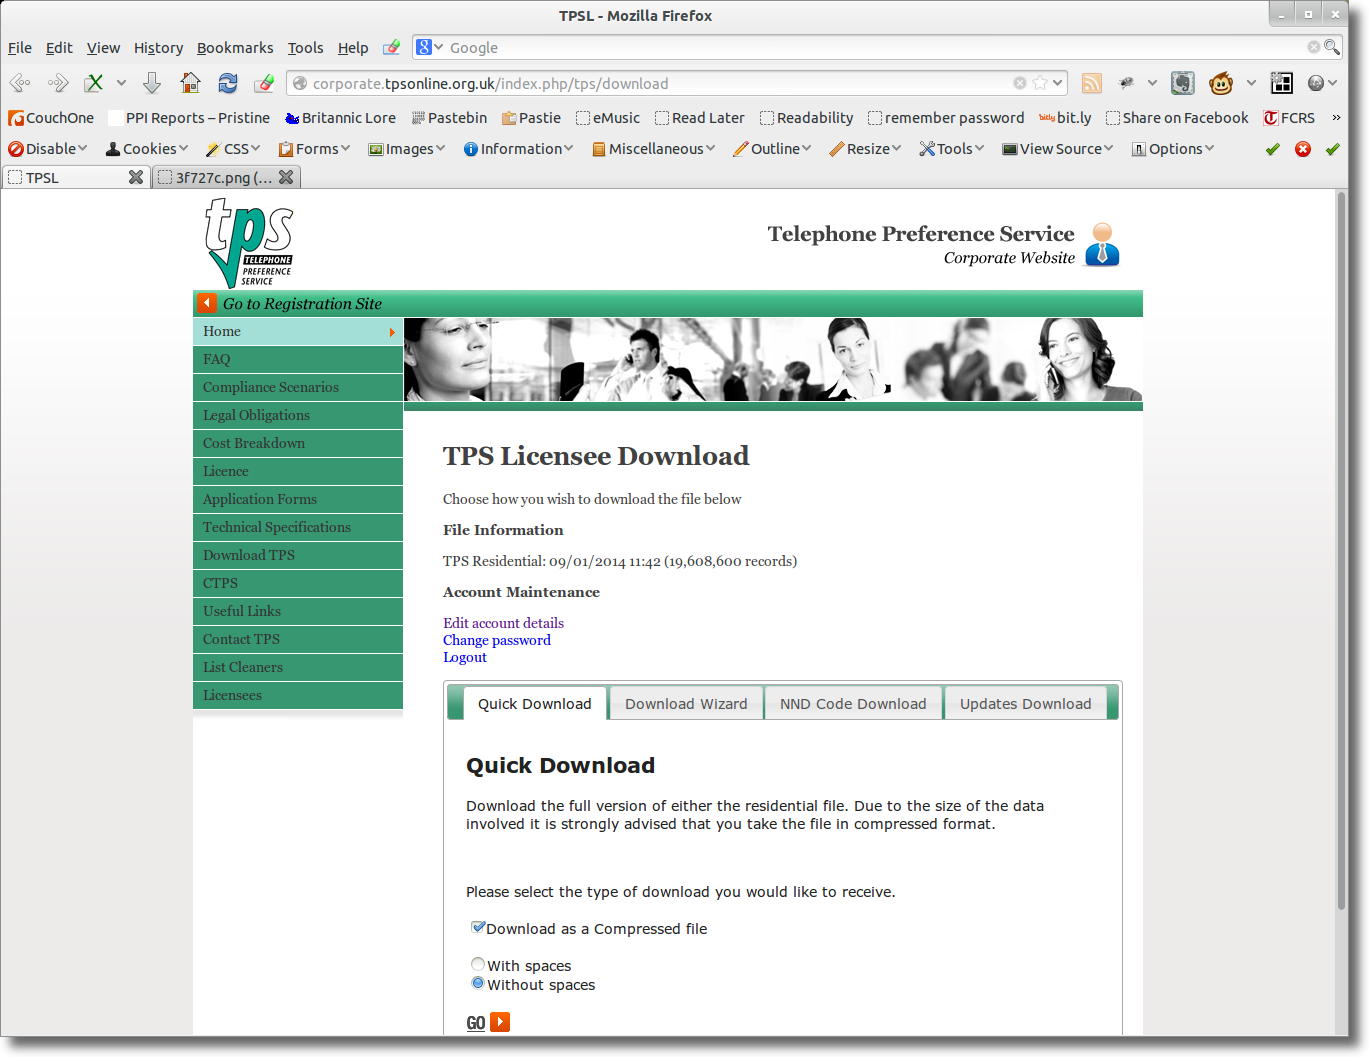 TPSL - Mozilla Firefox
File Edit View History Bookmarks Tools Help 8 Google
corporate.tpsonline.org.uk/index.php/tps/download
CouchOne PPI Reports – Pristine Britannic Lore Pastebin Pastie eMusic Read Later Readability remember password bitly bit.ly Share on Facebook FCRS »
Disable Cookies CSS Forms Images Information Miscellaneous Outline Resize Tools View Source Options
TPSL 3f727c.png (...
tps
TELEPHONE
PREFERENCE
SERVICE
Telephone Preference Service
Corporate Website
Go to Registration Site
Home
FAQ
Compliance Scenarios
Legal Obligations
Cost Breakdown
Licence
Application Forms
Technical Specifications
Download TPS
CTPS
Useful Links
Contact TPS
List Cleaners
Licensees
TPS Licensee Download
Choose how you wish to download the file below
File Information
TPS Residential: 09/01/2014 11:42 (19,608,600 records)
Account Maintenance
Edit account details
Change password
Logout
Quick Download Download Wizard NND Code Download Updates Download
Quick Download
Download the full version of either the residential file. Due to the size of the data
involved it is strongly advised that you take the file in compressed format.
Please select the type of download you would like to receive.
Download as a Compressed file
With spaces
Without spaces
GO